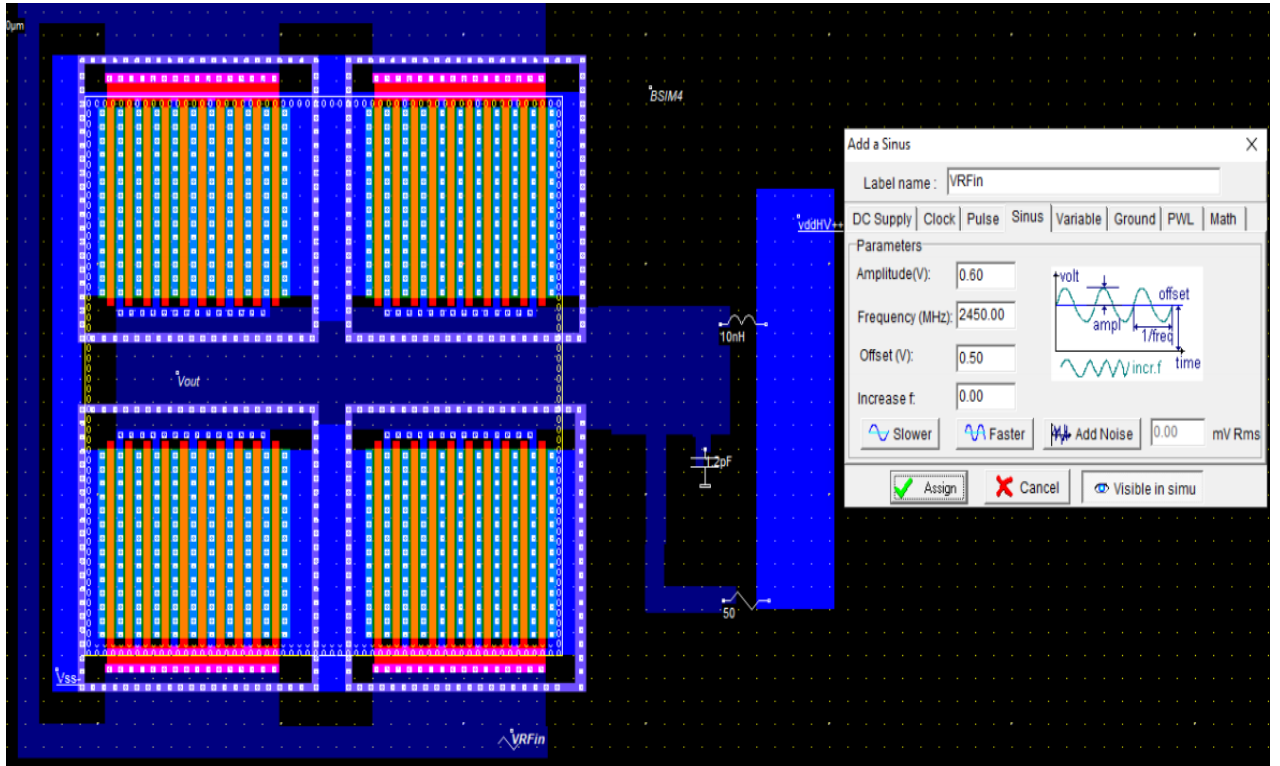 0µm
BSIM4
vddHV++
10nH
Vout
1.2pF
50
Vss-
VRFin
Add a Sinus
Label name : VRFin
DC Supply Clock Pulse Sinus Variable Ground PWL Math
Parameters
Amplitude(V): 0.60
Frequency (MHz): 2450.00
Offset (V): 0.50
Increase f: 0.00
volt
offset
ampl
1/freq
time
incr.f
Slower Faster Add Noise 0.00 mV Rms
Assign Cancel Visible in simu